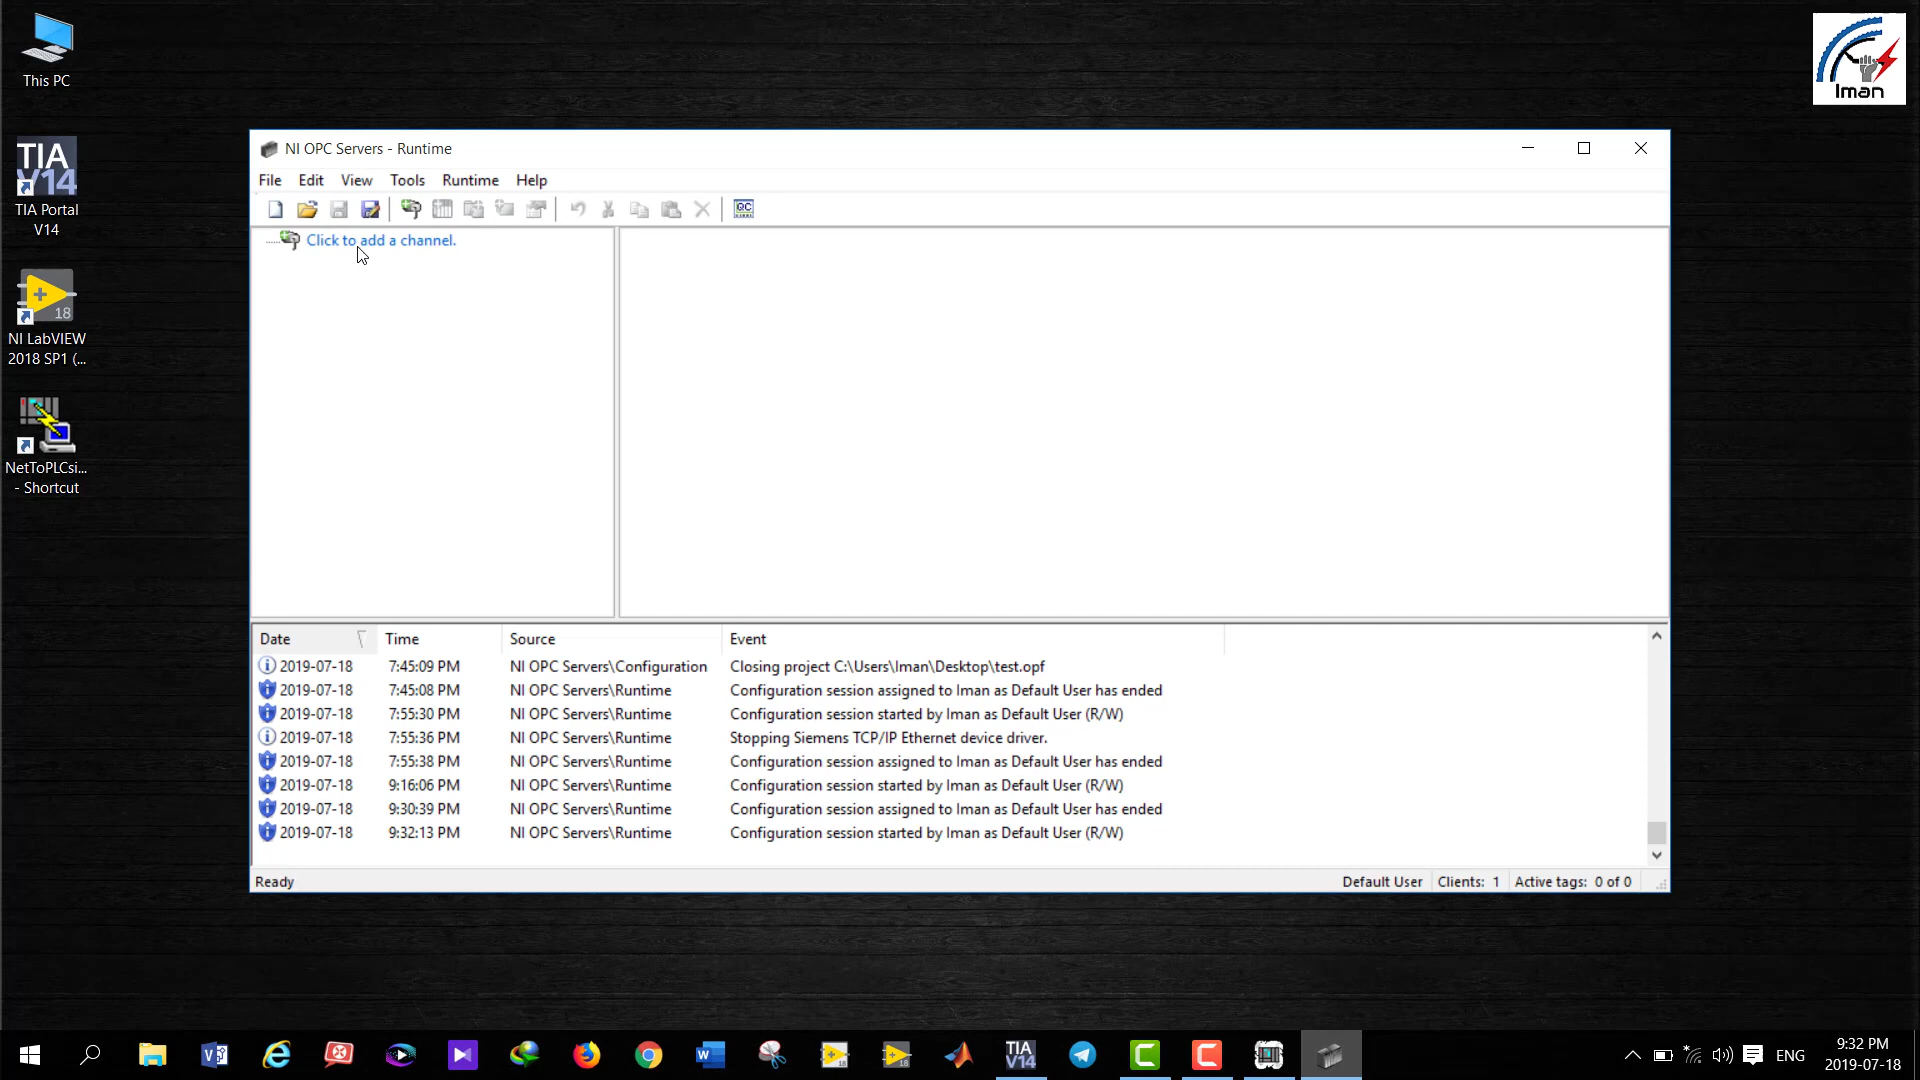 This PC
TIA
V14
TIA Portal
V14
18
NI LabVIEW
2018 SP1 (...
NetToPLCsi...
- Shortcut
Iman
NI OPC Servers - Runtime
File Edit View Tools Runtime Help
QC
Click to add a channel.
Date Time Source Event
2019-07-18 7:45:09 PM NI OPC Servers\Configuration Closing project C:\Users\Iman\Desktop\test.opf
2019-07-18 7:45:08 PM NI OPC Servers\Runtime Configuration session assigned to Iman as Default User has ended
2019-07-18 7:55:30 PM NI OPC Servers\Runtime Configuration session started by Iman as Default User (R/W)
2019-07-18 7:55:36 PM NI OPC Servers\Runtime Stopping Siemens TCP/IP Ethernet device driver.
2019-07-18 7:55:38 PM NI OPC Servers\Runtime Configuration session assigned to Iman as Default User has ended
2019-07-18 9:16:06 PM NI OPC Servers\Runtime Configuration session started by Iman as Default User (R/W)
2019-07-18 9:30:39 PM NI OPC Servers\Runtime Configuration session assigned to Iman as Default User has ended
2019-07-18 9:32:13 PM NI OPC Servers\Runtime Configuration session started by Iman as Default User (R/W)
Ready Default User Clients: 1 Active tags: 0 of 0
TIA
V14
ENG
9:32 PM
2019-07-18